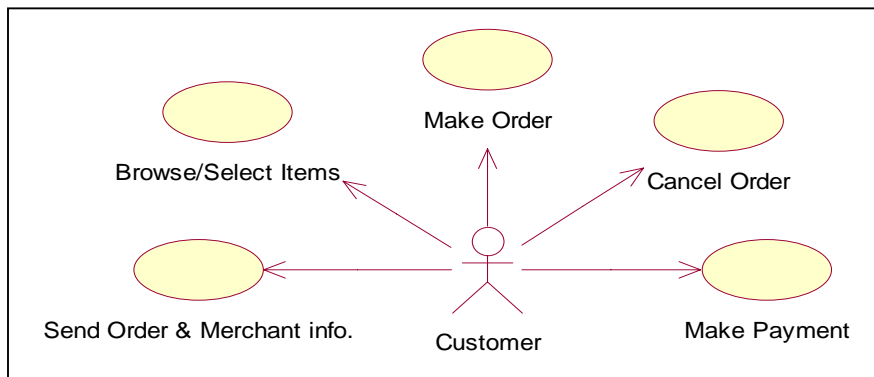 Make Order
Browse/Select Items
Cancel Order
Send Order & Merchant info.
Customer
Make Payment